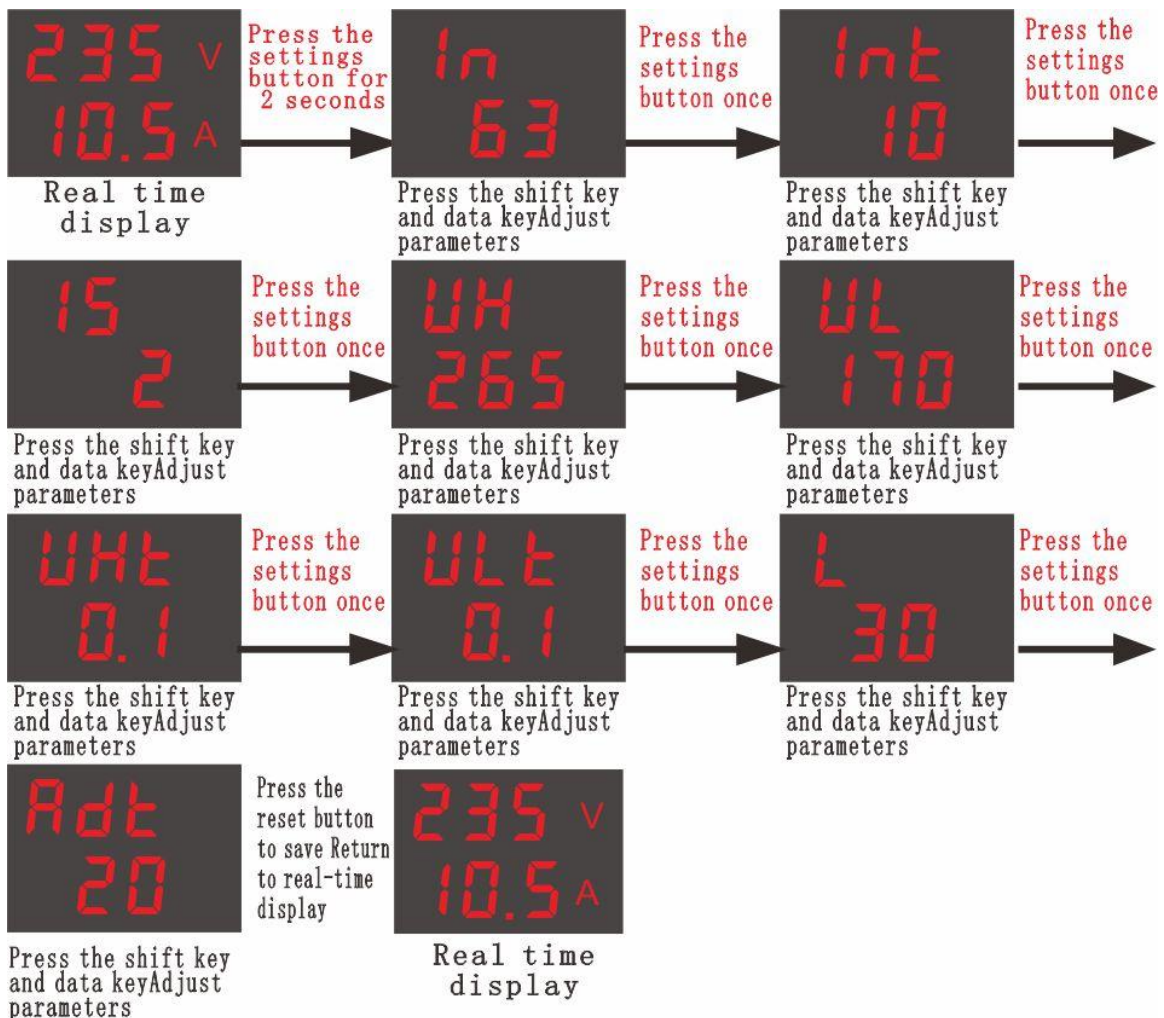 235 V
10.5 A
Real time
display
Press the
settings
button for
2 seconds
In
63
Press the shift key
and data keyAdjust
parameters
Press the
settings
button once
Int
10
Press the shift key
and data keyAdjust
parameters
Press the
settings
button once
IS
2
Press the shift key
and data keyAdjust
parameters
Press the
settings
button once
UH
265
Press the shift key
and data keyAdjust
parameters
Press the
settings
button once
UL
170
Press the shift key
and data keyAdjust
parameters
Press the
settings
button once
UHt
0.1
Press the shift key
and data keyAdjust
parameters
Press the
settings
button once
ULt
0.1
Press the shift key
and data keyAdjust
parameters
Press the
settings
button once
L
30
Press the shift key
and data keyAdjust
parameters
Press the
settings
button once
Adt
20
Press the shift key
and data keyAdjust
parameters
Press the
reset button
to save Return
to real-time
display
235 V
10.5 A
Real time
display